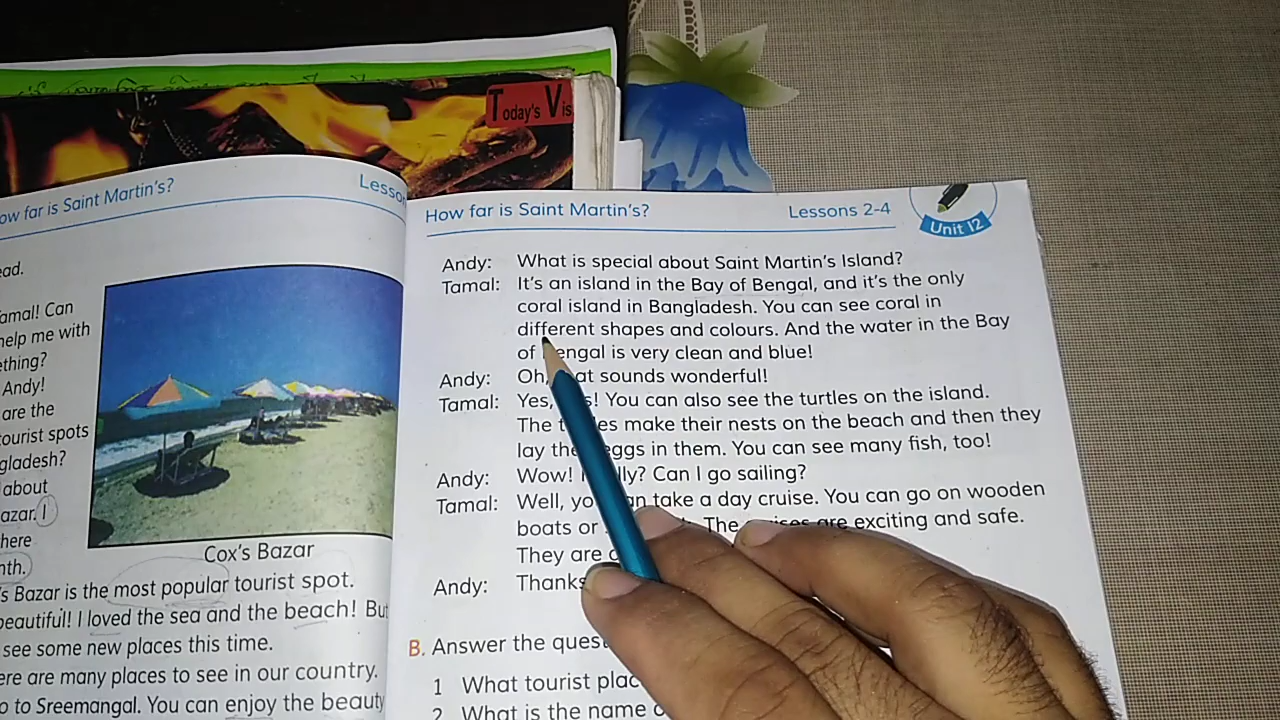 Today's Vis
ow far is Saint Martin's?
Lesso
ead.
amal! Can
help me with
ething?
Andy!
are the
tourist spots
gladesh?
about
azar. I
here
nth.
Cox's Bazar
's Bazar is the most popular tourist spot.
beautiful! I loved the sea and the beach! But
see some new places this time.
ere are many places to see in our country.
o to Sreemangal. You can enjoy the beauty
How far is Saint Martin's?
Lessons 2-4
Unit 12
Andy: What is special about Saint Martin's Island?
Tamal: It's an island in the Bay of Bengal, and it's the only
coral island in Bangladesh. You can see coral in
different shapes and colours. And the water in the Bay
of engal is very clean and blue!
Andy: Oh, at sounds wonderful!
Tamal: Yes, s! You can also see the turtles on the island.
The t es make their nests on the beach and then they
lay the eggs in them. You can see many fish, too!
Andy: Wow! lly? Can I go sailing?
Tamal: Well, yo an take a day cruise. You can go on wooden
boats or The cruises are exciting and safe.
They are
Andy: Thanks
B. Answer the quest
1 What tourist plac
2 What is the name o